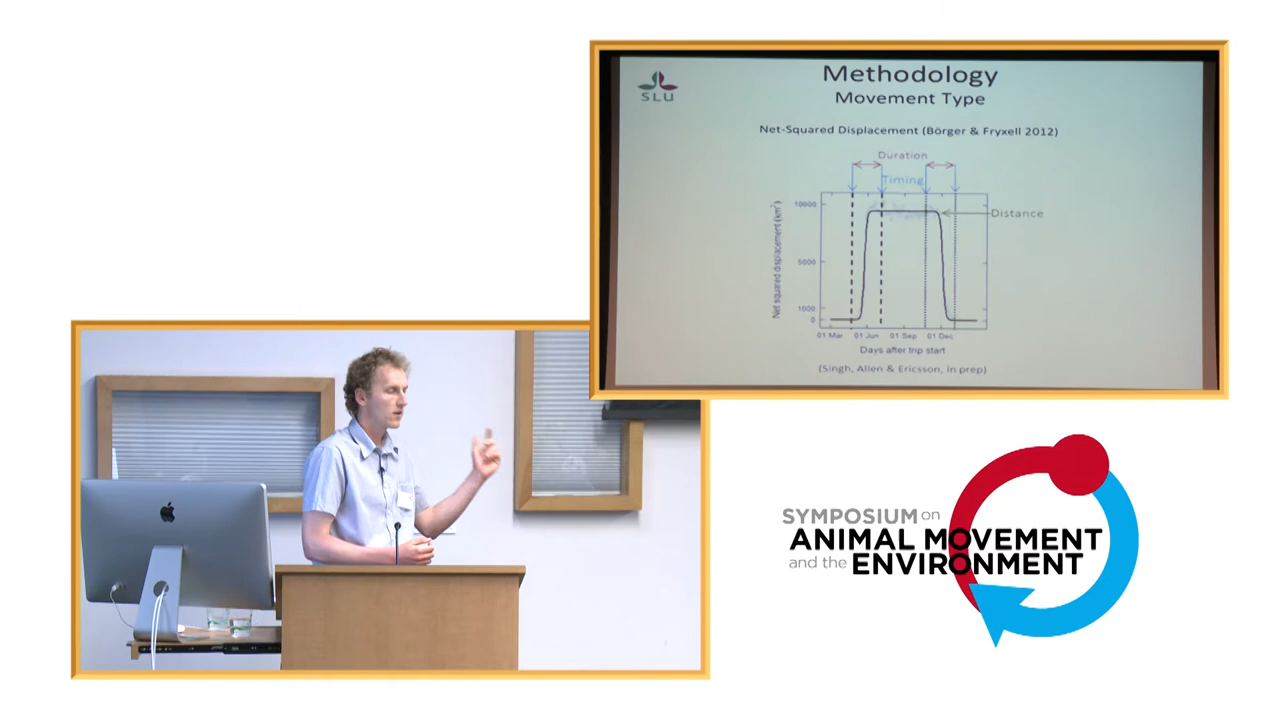 SLU
Methodology
Movement Type
Net-Squared Displacement (Börger & Fryxell 2012)
Duration
Timing
Distance
Net squared displacement (km²)
10000
5000
1000
0
01 Mar 01 Jun 01 Sep 01 Dec
Days after trip start
(Singh, Allen & Ericsson, in prep)
SYMPOSIUM on
ANIMAL MOVEMENT
and the ENVIRONMENT